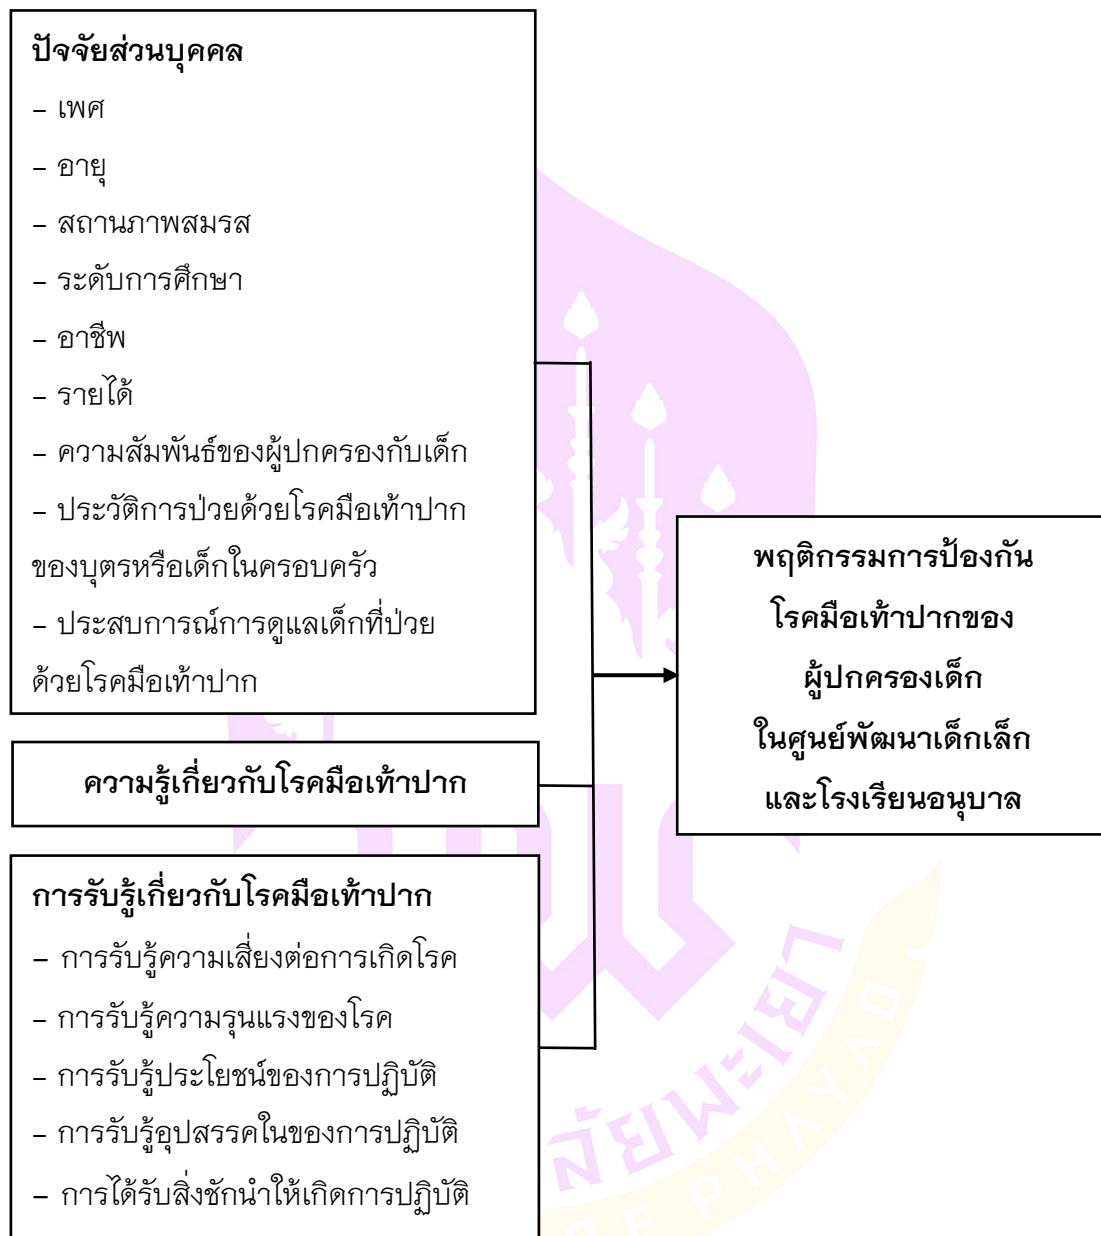 ปัจจัยส่วนบุคคล
– เพศ
– อายุ
– สถานภาพสมรส
– ระดับการศึกษา
– อาชีพ
– รายได้
– ความสัมพันธ์ของผู้ปกครองกับเด็ก
– ประวัติการป่วยด้วยโรคมือเท้าปาก
ของบุตรหรือเด็กในครอบครัว
– ประสบการณ์การดูแลเด็กที่ป่วย
ด้วยโรคมือเท้าปาก
ความรู้เกี่ยวกับโรคมือเท้าปาก
การรับรู้เกี่ยวกับโรคมือเท้าปาก
– การรับรู้ความเสี่ยงต่อการเกิดโรค
– การรับรู้ความรุนแรงของโรค
– การรับรู้ประโยชน์ของการปฏิบัติ
– การรับรู้อุปสรรคในของการปฏิบัติ
– การได้รับสิ่งชักนำให้เกิดการปฏิบัติ
พฤติกรรมการป้องกัน
โรคมือเท้าปากของ
ผู้ปกครองเด็ก
ในศูนย์พัฒนาเด็กเล็ก
และโรงเรียนอนุบาล
ลัยพะเยา
OF PHAYAO